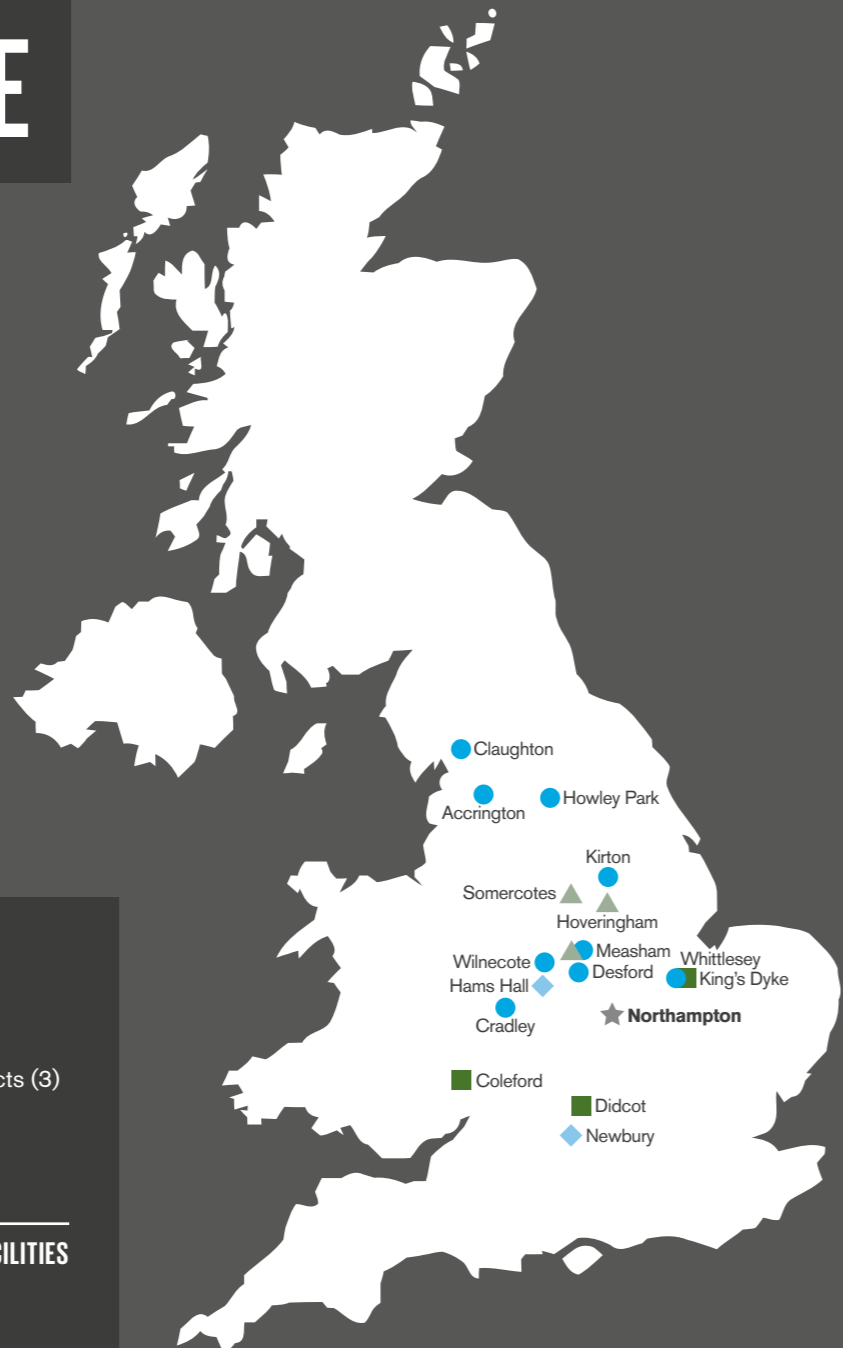 E
Claughton
Accrington
Howley Park
Kirton
Somercotes
Hoveringham
Measham
Whittlesey
Wilnecote
Desford
King's Dyke
Hams Hall
Cradley
Northampton
cts (3)
Coleford
Didcot
Newbury
CILITIES